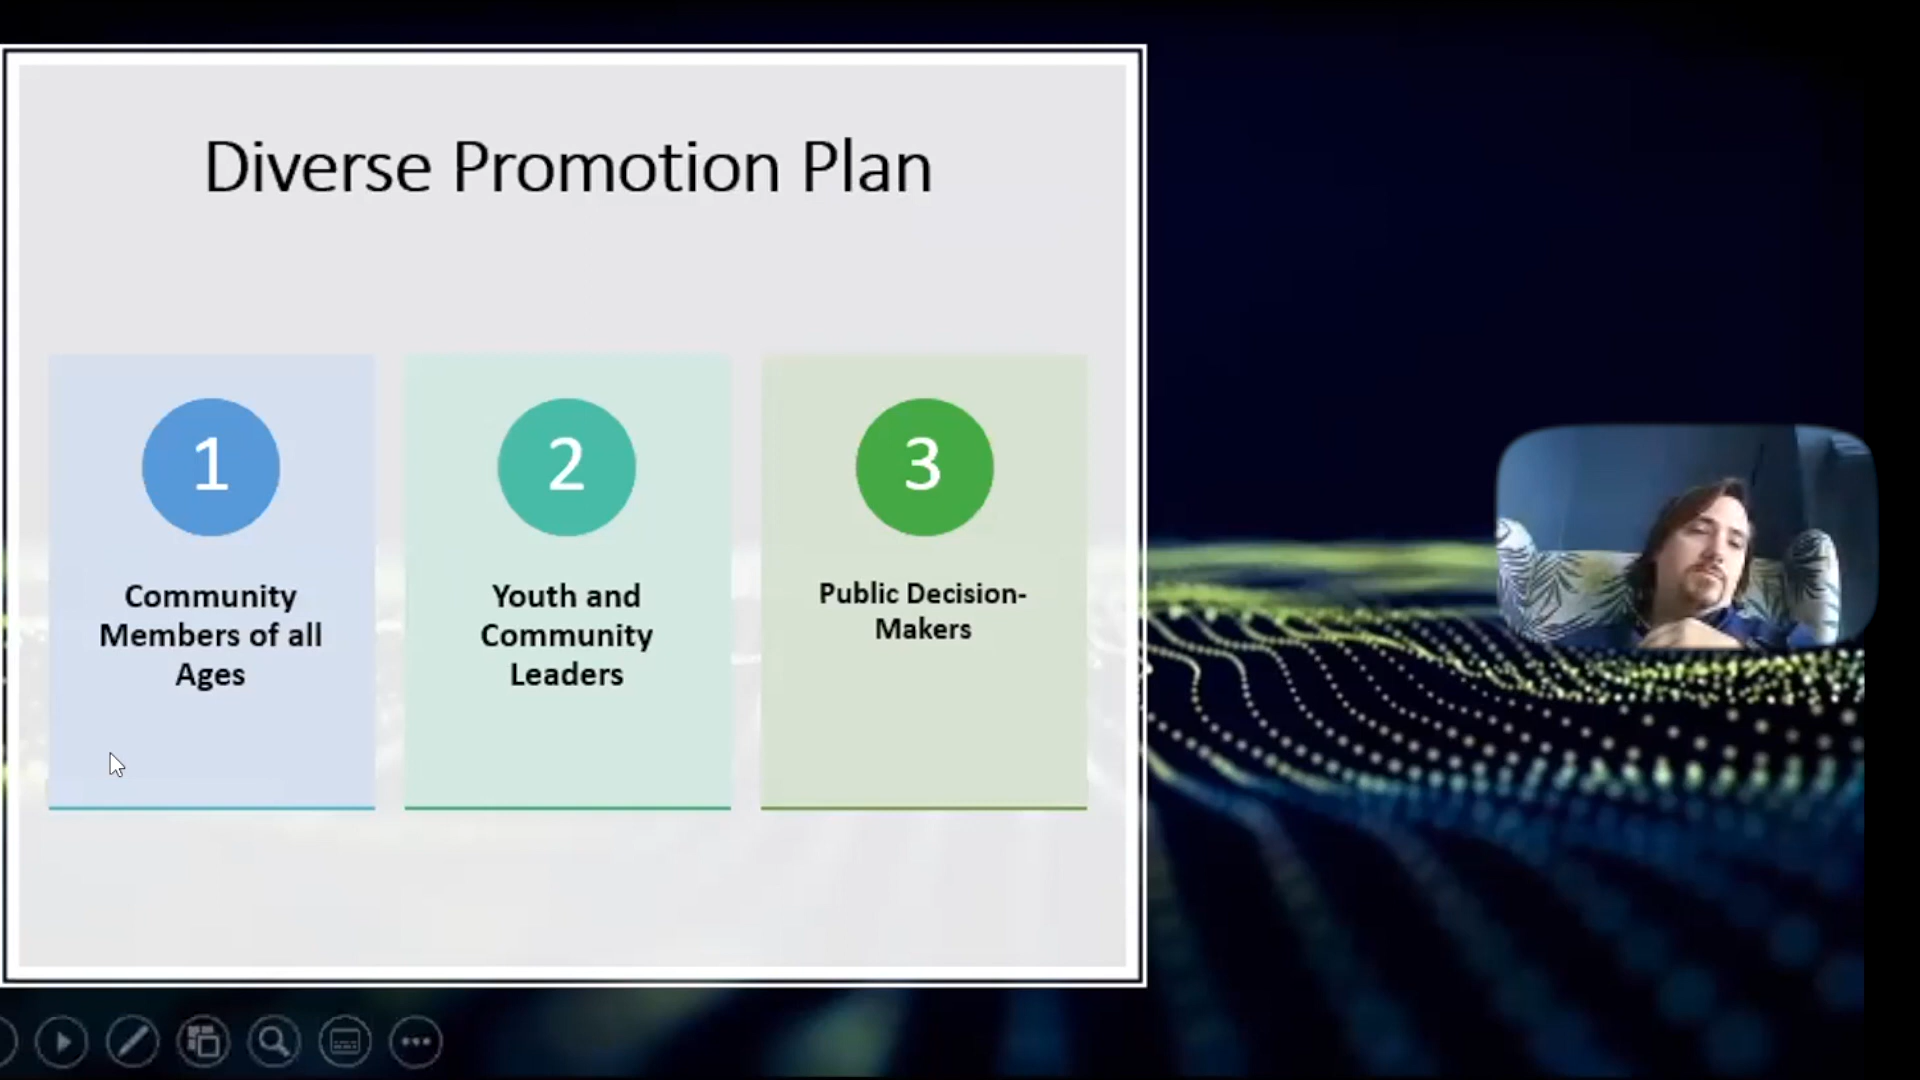 Diverse Promotion Plan
1
Community
Members of all
Ages
2
Youth and
Community
Leaders
3
Public Decision-
Makers